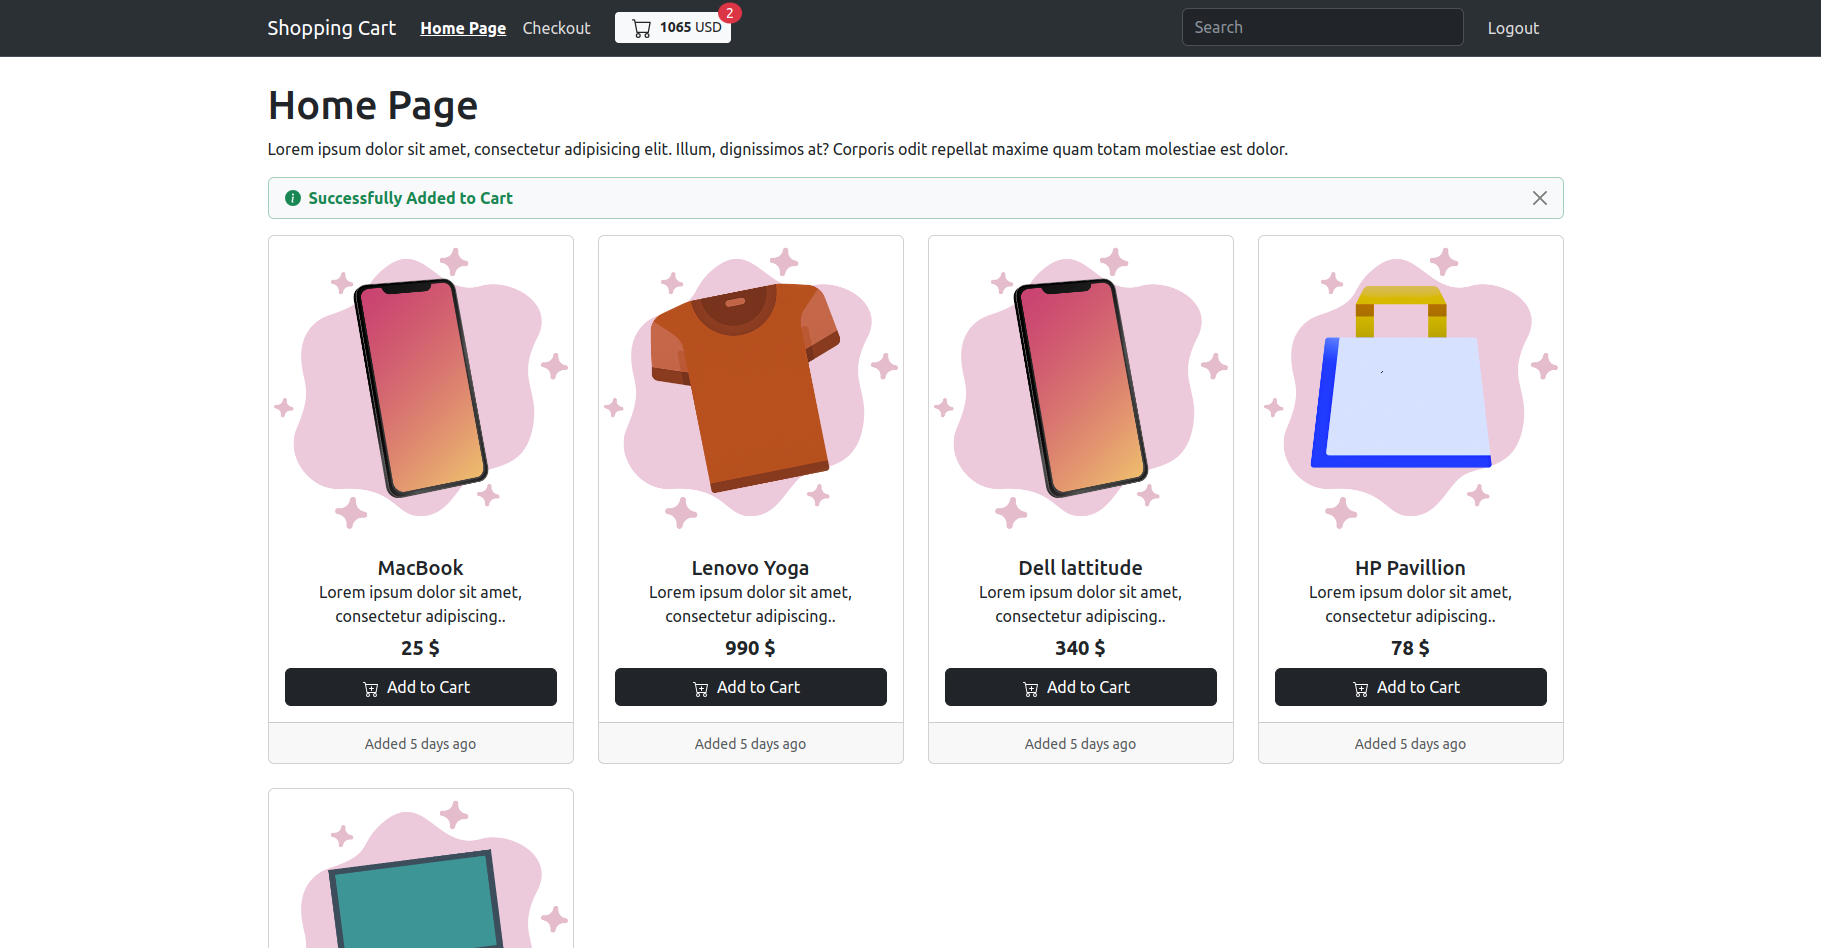 Shopping Cart Home Page Checkout 1065 USD 2 Search Logout
Home Page
Lorem ipsum dolor sit amet, consectetur adipisicing elit. Illum, dignissimos at? Corporis odit repellat maxime quam totam molestiae est dolor.
Successfully Added to Cart
MacBook
Lorem ipsum dolor sit amet,
consectetur adipiscing..
25 $
Add to Cart
Added 5 days ago
Lenovo Yoga
Lorem ipsum dolor sit amet,
consectetur adipiscing..
990 $
Add to Cart
Added 5 days ago
Dell lattitude
Lorem ipsum dolor sit amet,
consectetur adipiscing..
340 $
Add to Cart
Added 5 days ago
HP Pavillion
Lorem ipsum dolor sit amet,
consectetur adipiscing..
78 $
Add to Cart
Added 5 days ago